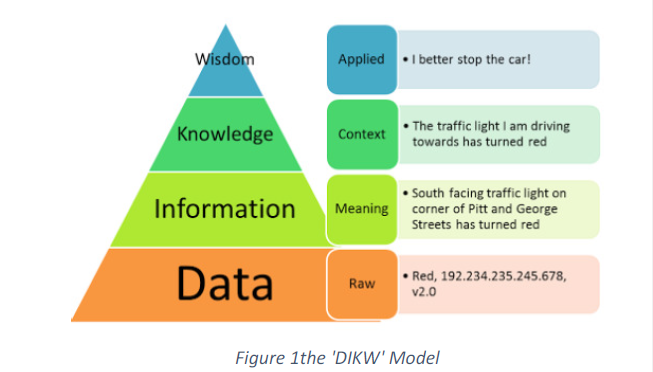 Wisdom
Applied
• I better stop the car!
Knowledge
Context
• The traffic light I am driving
towards has turned red
Information
Meaning
• South facing traffic light on
corner of Pitt and George
Streets has turned red
Data
Raw
• Red, 192.234.235.245.678,
v2.0
Figure 1the 'DIKW' Model